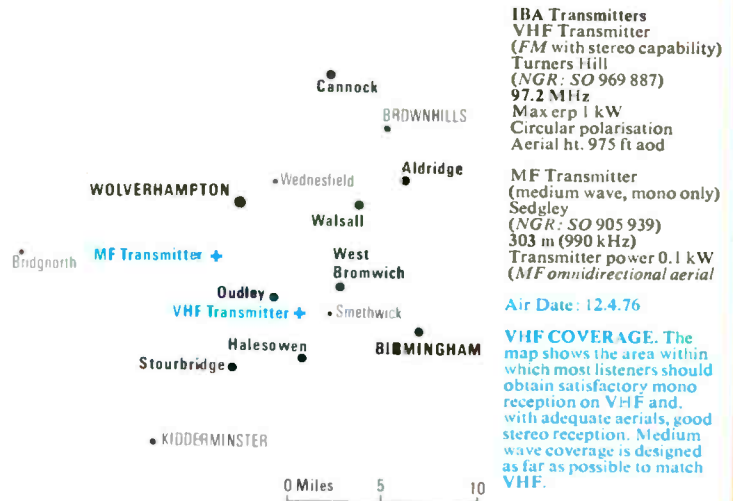 Cannock
BROWNHILLS
Aldridge
Wednesfield
WOLVERHAMPTON
Walsall
Bridgnorth
MF Transmitter
West
Bromwich
Oudley
VHF Transmitter
Smethwick
Halesowen
BIRMINGHAM
Stourbridge
KIDDERMINSTER
0 Miles 5 10
IBA Transmitters
VHF Transmitter
(FM with stereo capability)
Turners Hill
(NGR: SO 969 887)
97.2 MHz
Max erp 1 kW
Circular polarisation
Aerial ht. 975 ft aod
MF Transmitter
(medium wave, mono only)
Sedgley
(NGR: SO 905 939)
303 m (990 kHz)
Transmitter power 0.1 kW
(MF omnidirectional aerial
Air Date: 12.4.76
VHF COVERAGE. The
map shows the area within
which most listeners should
obtain satisfactory mono
reception on VHF and.
with adequate aerials, good
stereo reception. Medium
wave coverage is designed
as far as possible to match
VHF.